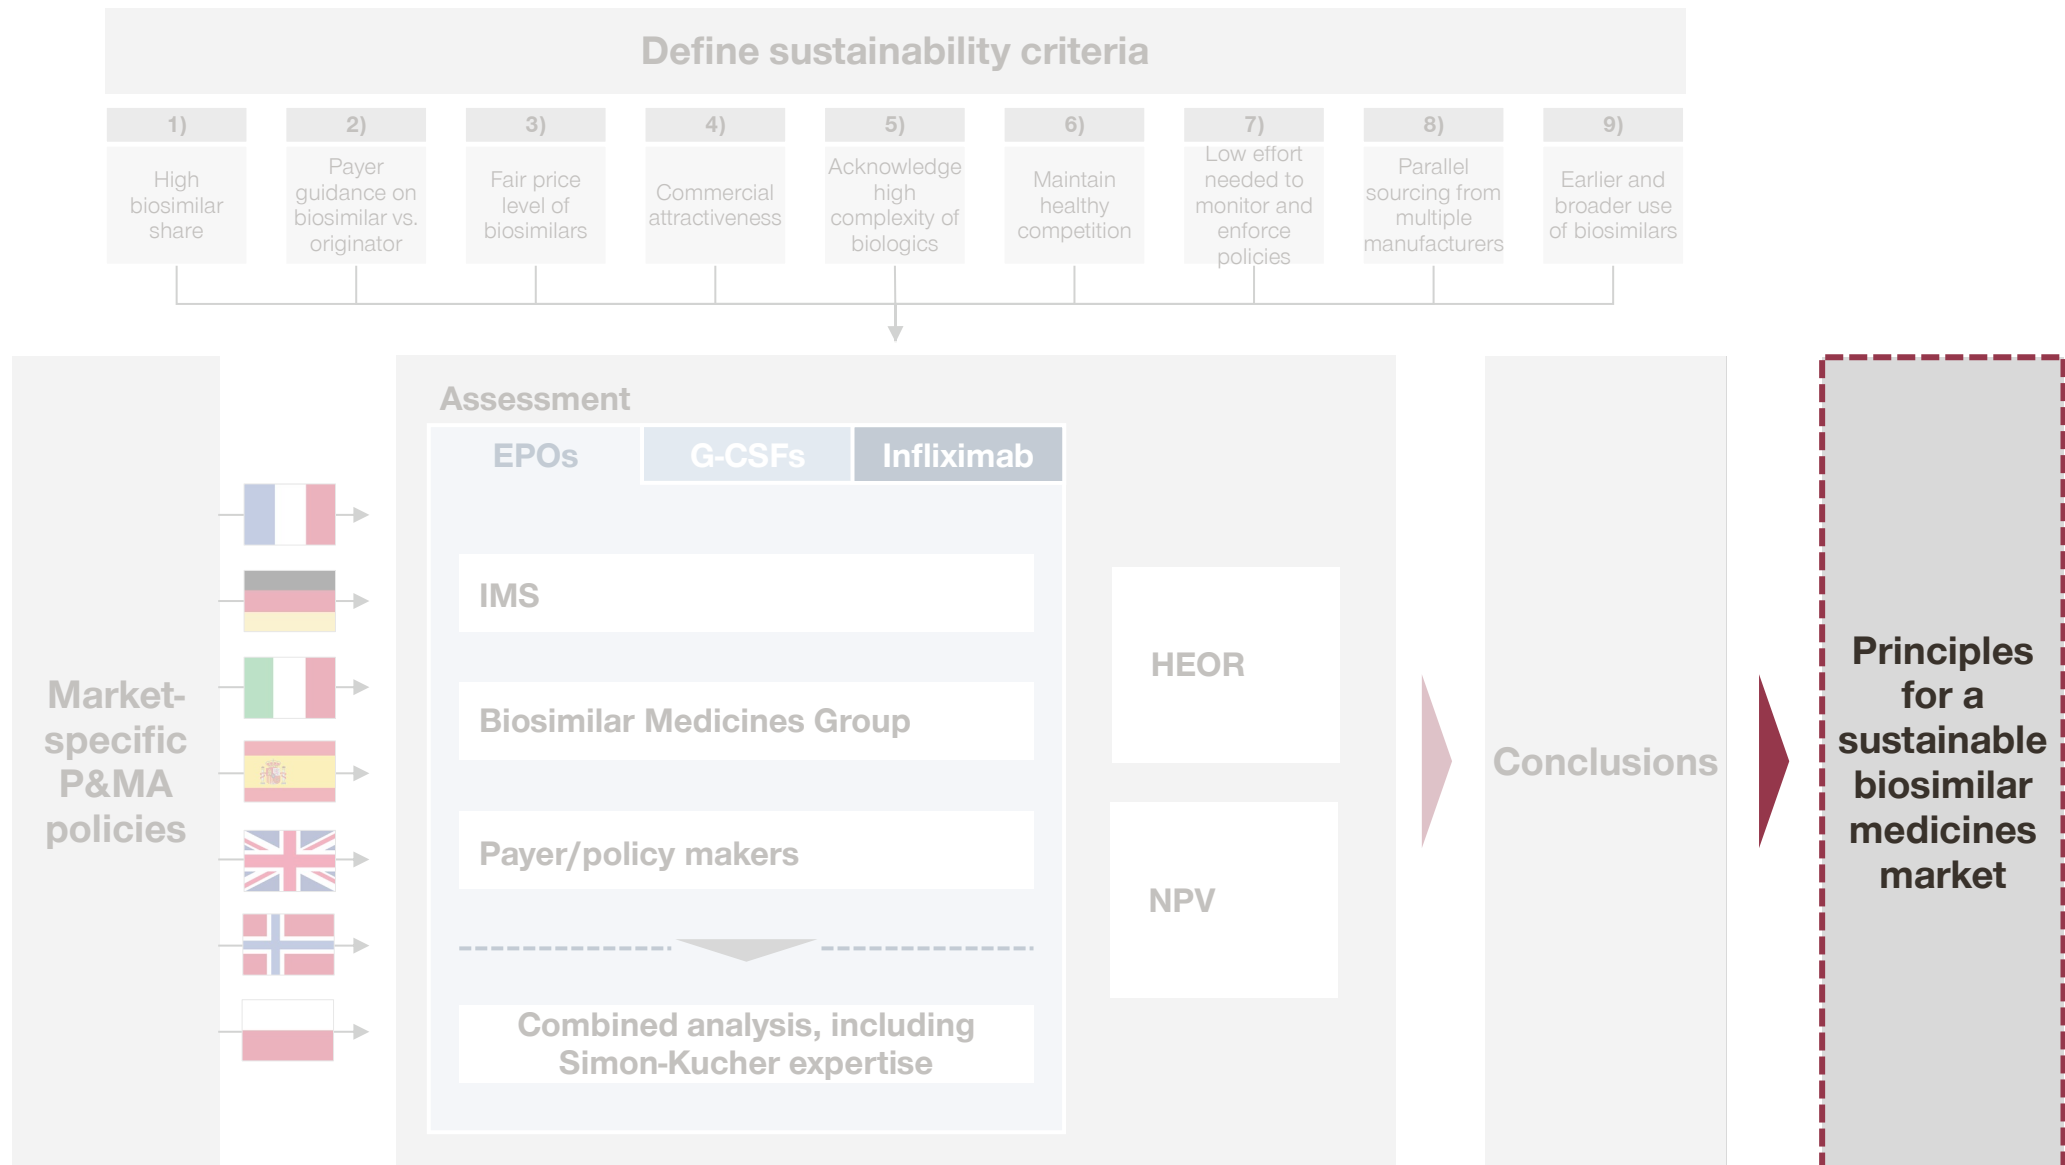 Define sustainability criteria
1)
High
biosimilar
share
2)
Payer
guidance on
biosimilar vs.
originator
3)
Fair price
level of
biosimilars
4)
Commercial
attractiveness
5)
Acknowledge
high
complexity of
biologics
6)
Maintain
healthy
competition
7)
Low effort
needed to
monitor and
enforce
policies
8)
Parallel
sourcing from
multiple
manufacturers
9)
Earlier and
broader use
of biosimilars
Market-
specific
P&MA
policies
Assessment
EPOs
G-CSFs
Infliximab
IMS
Biosimilar Medicines Group
Payer/policy makers
Combined analysis, including
Simon-Kucher expertise
HEOR
NPV
Conclusions
Principles
for a
sustainable
biosimilar
medicines
market